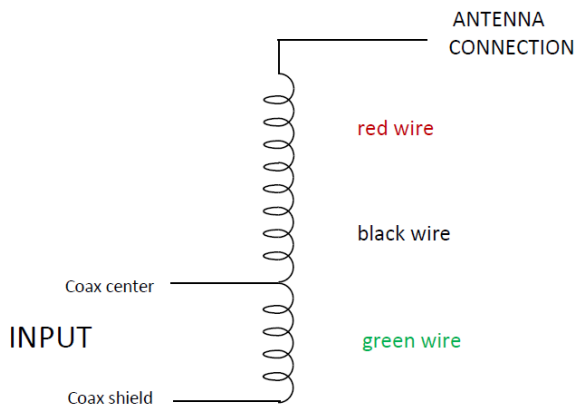 ANTENNA
CONNECTION
red wire
black wire
Coax center
INPUT
green wire
Coax shield